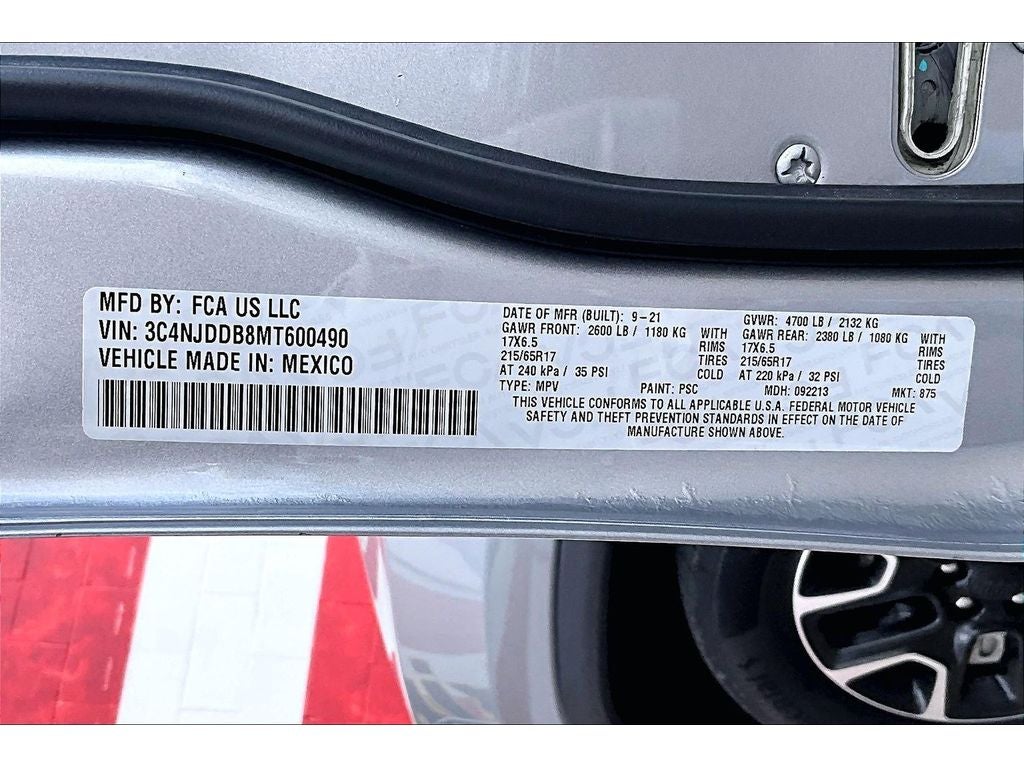 MFD BY: FCA US LLC
VIN: 3C4NJDDB8MT600490
VEHICLE MADE IN: MEXICO
DATE OF MFR (BUILT): 9-21 GVWR: 4700 LB / 2132 KG
GAWR FRONT: 2600 LB / 1180 KG WITH GAWR REAR: 2380 LB / 1080 KG WITH
17X6.5 RIMS 17X6.5 RIMS
215/65R17 TIRES 215/65R17 TIRES
AT 240 kPa / 35 PSI COLD AT 220 kPa / 32 PSI COLD
TYPE: MPV PAINT: PSC MDH: 092213 MKT: 875
THIS VEHICLE CONFORMS TO ALL APPLICABLE U.S.A. FEDERAL MOTOR VEHICLE
SAFETY AND THEFT PREVENTION STANDARDS IN EFFECT ON THE DATE OF
MANUFACTURE SHOWN ABOVE.